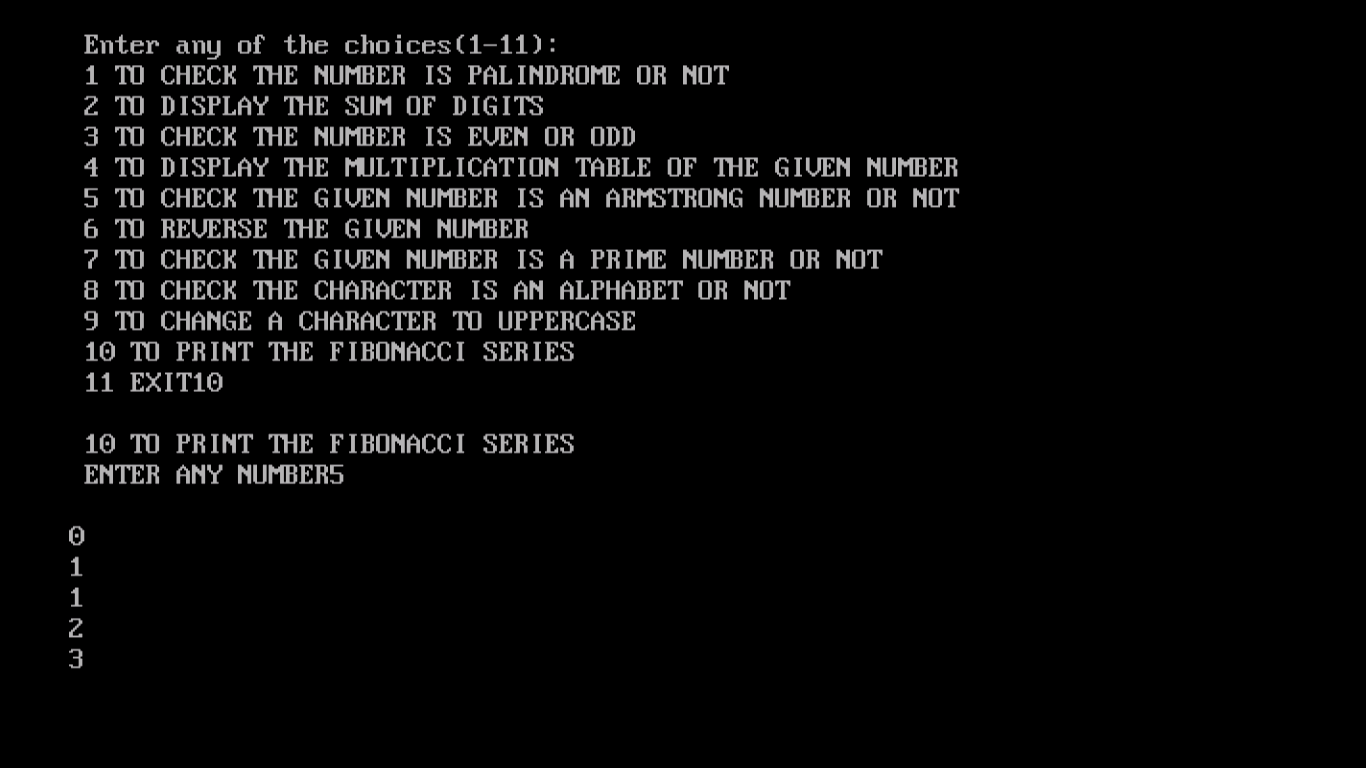 Enter any of the choices(1-11):
1 TO CHECK THE NUMBER IS PALINDROME OR NOT
2 TO DISPLAY THE SUM OF DIGITS
3 TO CHECK THE NUMBER IS EVEN OR ODD
4 TO DISPLAY THE MULTIPLICATION TABLE OF THE GIVEN NUMBER
5 TO CHECK THE GIVEN NUMBER IS AN ARMSTRONG NUMBER OR NOT
6 TO REVERSE THE GIVEN NUMBER
7 TO CHECK THE GIVEN NUMBER IS A PRIME NUMBER OR NOT
8 TO CHECK THE CHARACTER IS AN ALPHABET OR NOT
9 TO CHANGE A CHARACTER TO UPPERCASE
10 TO PRINT THE FIBONACCI SERIES
11 EXIT10
10 TO PRINT THE FIBONACCI SERIES
ENTER ANY NUMBER5
0
1
1
2
3